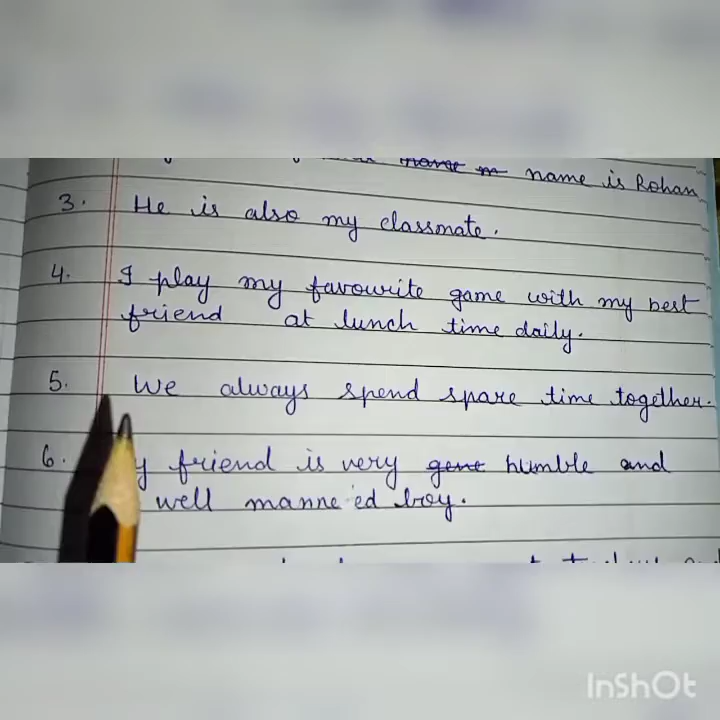 name is Rohan
3. He is also my classmate.
4. I play my favourite game with my best
friend at lunch time daily.
5. We always spend spare time together.
6. friend is very gent humble and
well manne ed boy.
InShOt